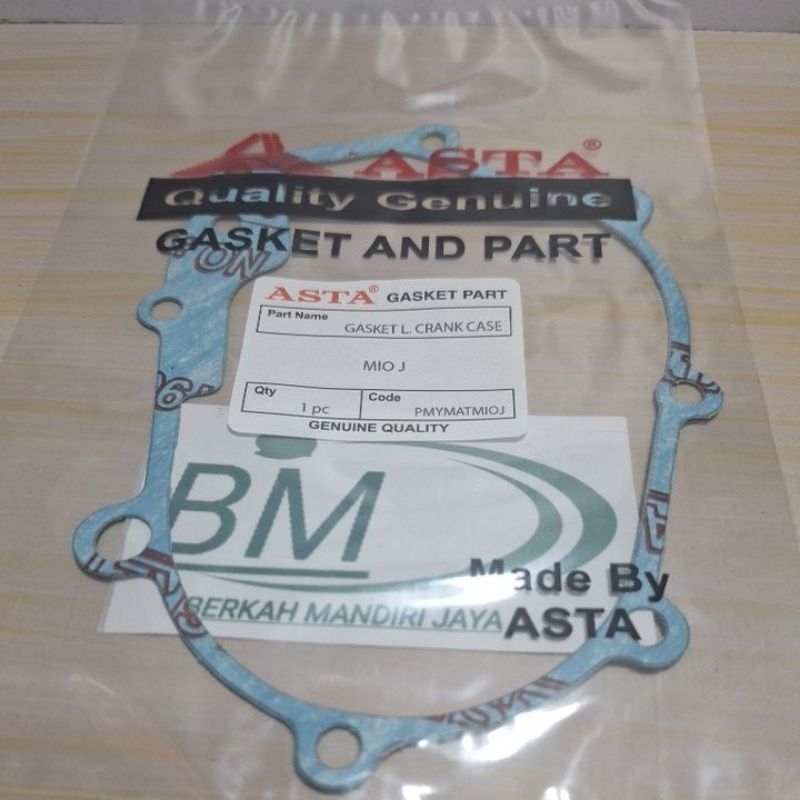 ASTA®
Quality Genuine
GASKET AND PART
ASTA® GASKET PART
Part Name
GASKET L. CRANK CASE
MIO J
Qty
1 pc
Code
PMYMATMIOJ
GENUINE QUALITY
BM
Made By
BERKAH MANDIRI JAYA
ASTA